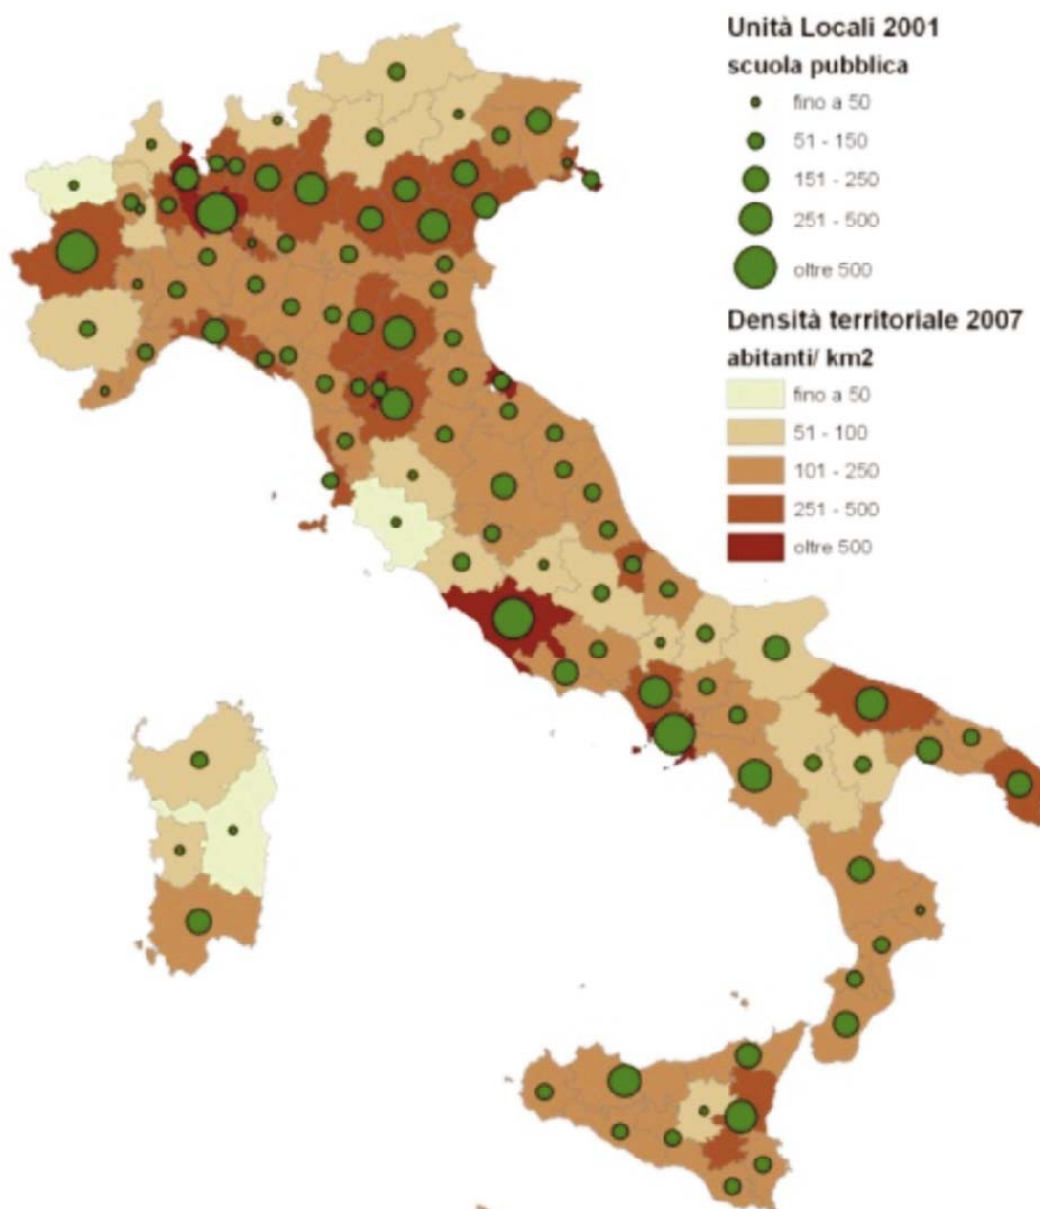 Unità Locali 2001
scuola pubblica
fino a 50
51 - 150
151 - 250
251 - 500
oltre 500
Densità territoriale 2007
abitanti/ km2
fino a 50
51 - 100
101 - 250
251 - 500
oltre 500